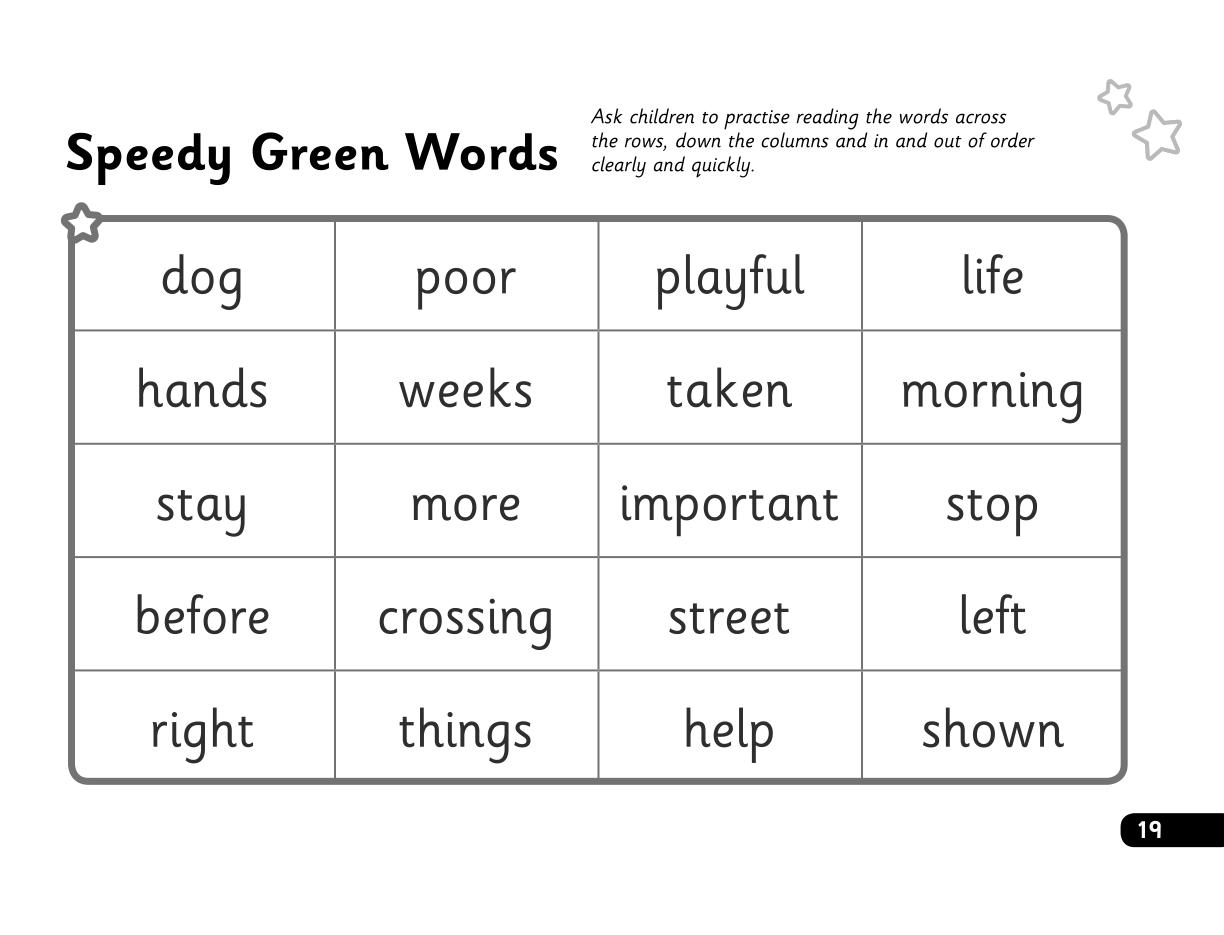 Speedy Green Words
Ask children to practise reading the words across
the rows, down the columns and in and out of order
clearly and quickly.
dog poor playful life
hands weeks taken morning
stay more important stop
before crossing street left
right things help shown
19